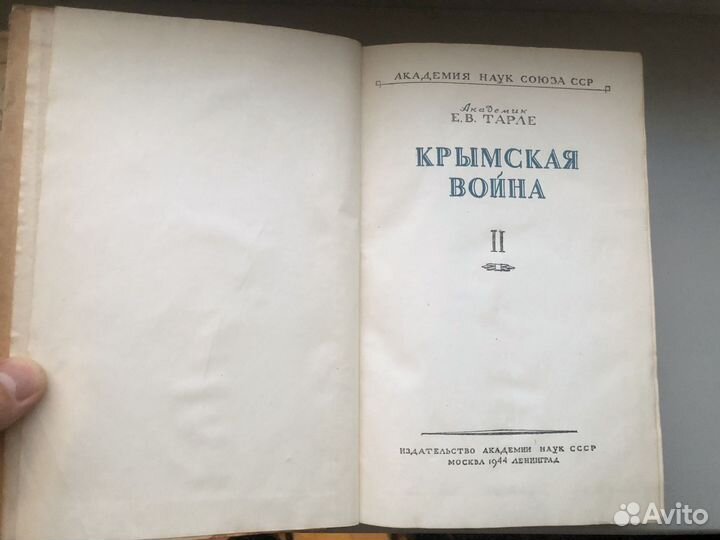 АКАДЕМИЯ НАУК СОЮЗА ССР
Академик
Е.В. ТАРЛЕ
КРЫМСКАЯ
ВОЙНА
II
ИЗДАТЕЛЬСТВО АКАДЕМИИ НАУК СССР
МОСКВА 1944 ЛЕНИНГРАД
Avito